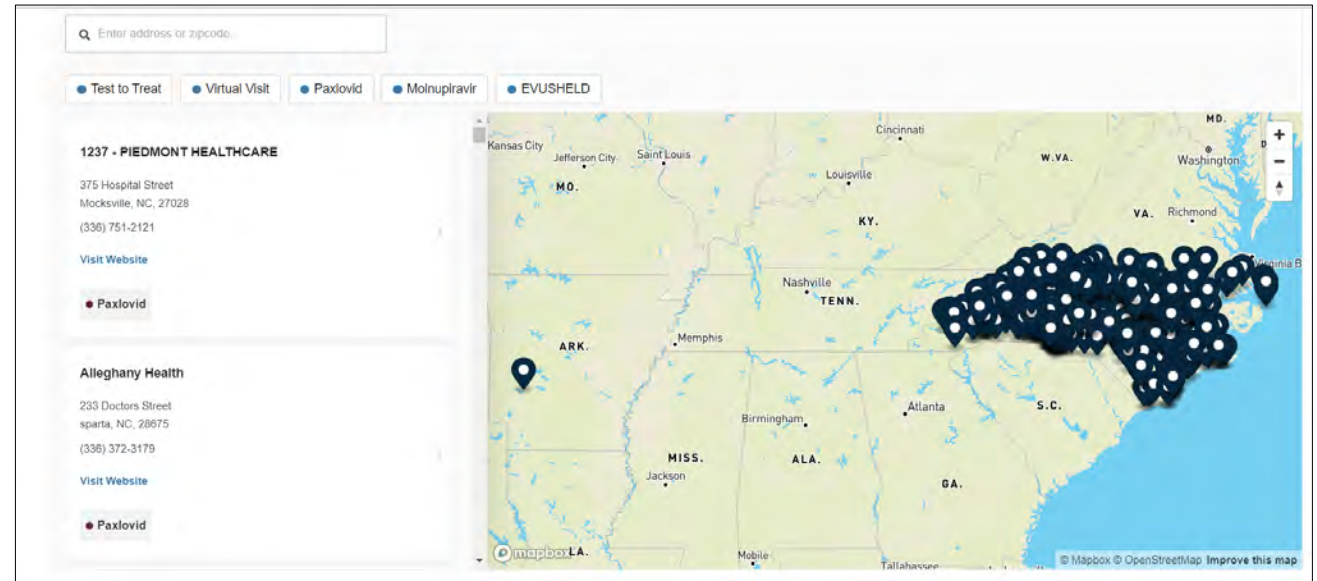 Enter address or zipcode..
Test to Treat
Virtual Visit
Paxlovid
Molnupiravir
EVUSHELD
1237 - PIEDMONT HEALTHCARE
375 Hospital Street
Mocksville, NC, 27028
(336) 751-2121
Visit Website
Paxlovid
Alleghany Health
233 Doctors Street
sparta, NC, 28675
(336) 372-3179
Visit Website
Paxlovid
Cincinnati
MD.
Kansas City
Jefferson City
Saint Louis
W.VA.
Washington
MO.
Louisville
VA.
Richmond
KY.
Virginia B
Nashville
TENN.
Memphis
ARK.
Atlanta
S.C.
Birmingham
MISS.
ALA.
Jackson
GA.
mapbox
LA.
Mobile
Tallahassee
© Mapbox © OpenStreetMap Improve this map